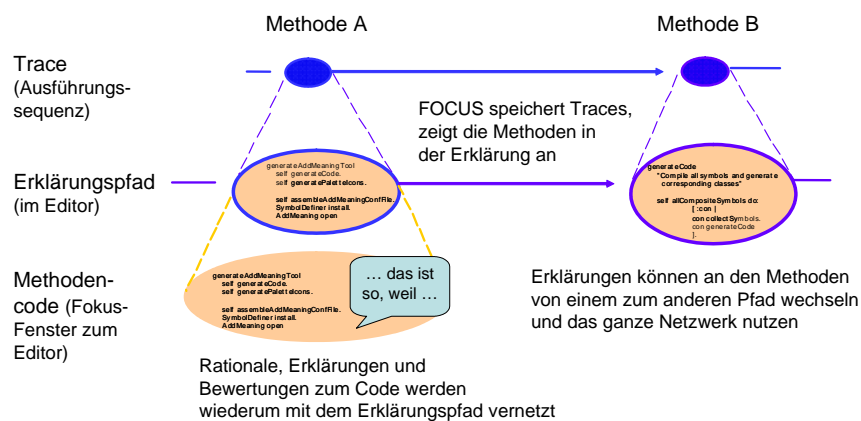 Methode A
Methode B
Trace
(Ausführungs-
sequenz)
FOCUS speichert Traces,
zeigt die Methoden in
der Erklärung an
Erklärungspfad
(im Editor)
generateAddMeaningTool
self generateCode.
self generatePaletteIcons.
self assembleAddMeaningConfFile.
SymbolDefiner install.
AddMeaning open
generateCode
"Compile all symbols and generate
corresponding classes"
self allCompositeSymbols do:
[ :con |
con collectSymbols.
con generateCode
].
Methoden-
code (Fokus-
Fenster zum
Editor)
generateAddMeaningTool
self generateCode.
self generatePaletteIcons.
self assembleAddMeaningConfFile.
SymbolDefiner install.
AddMeaning open
… das ist
so, weil …
Erklärungen können an den Methoden
von einem zum anderen Pfad wechseln
und das ganze Netzwerk nutzen
Rationale, Erklärungen und
Bewertungen zum Code werden
wiederum mit dem Erklärungspfad vernetzt